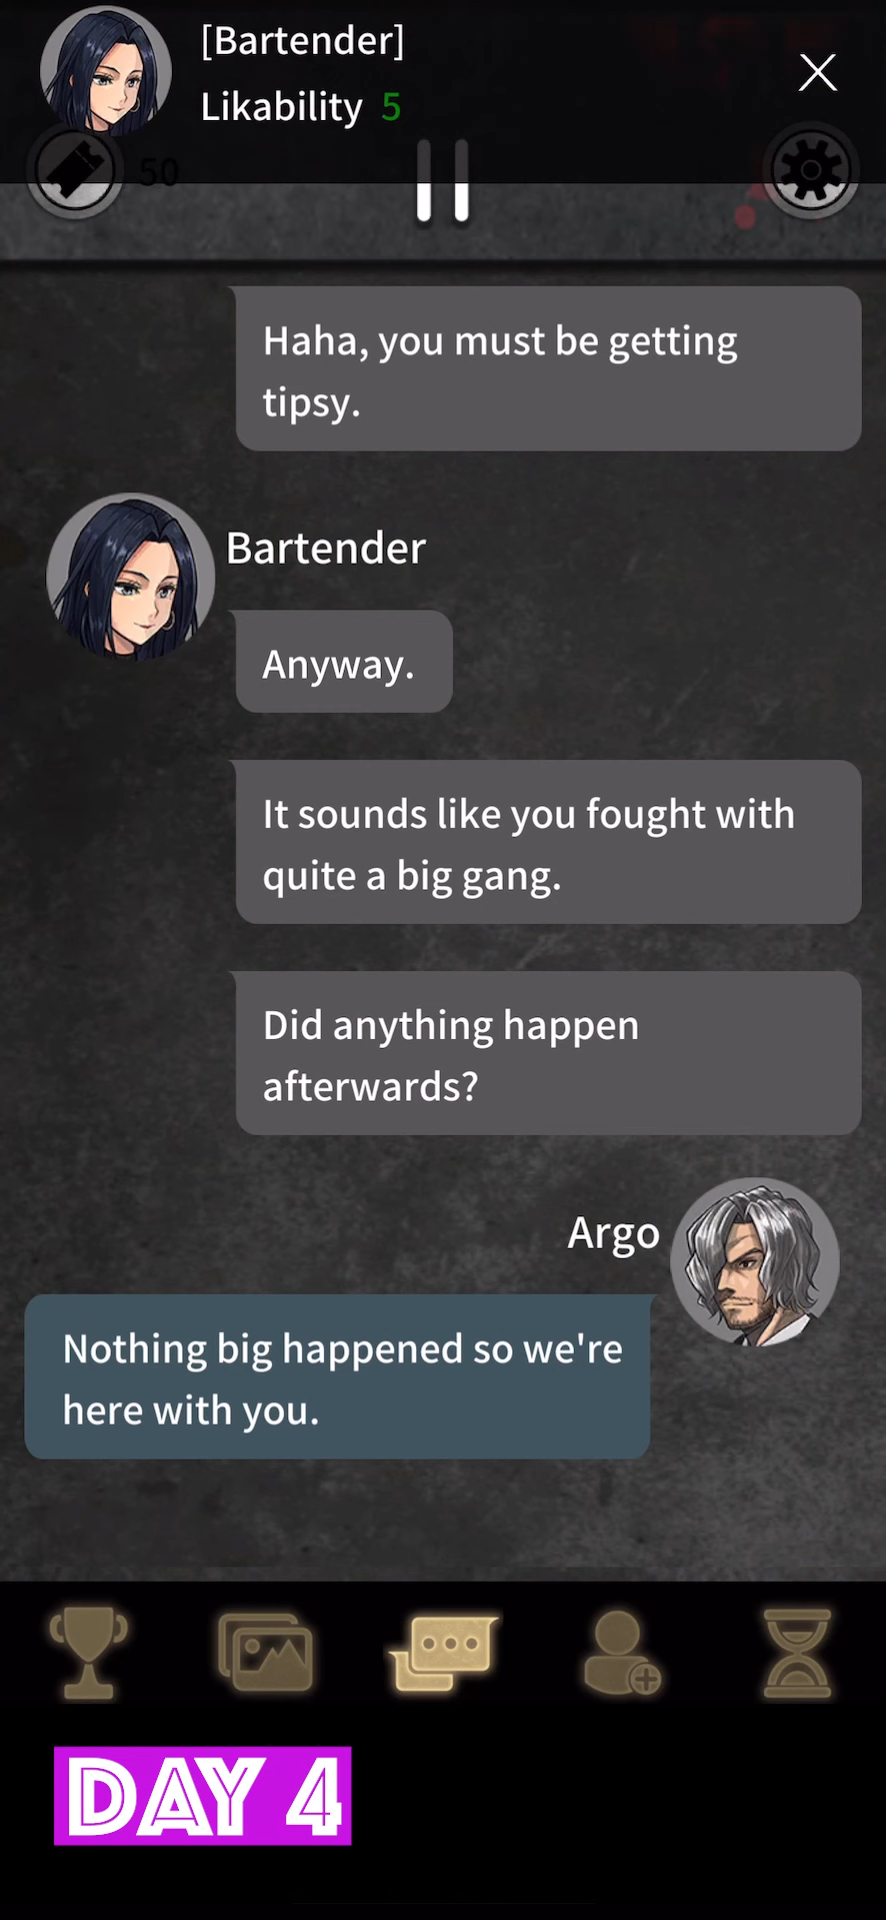 [Bartender]
Likability 5
50
Haha, you must be getting
tipsy.
Bartender
Anyway.
It sounds like you fought with
quite a big gang.
Did anything happen
afterwards?
Argo
Nothing big happened so we're
here with you.
DAY 4